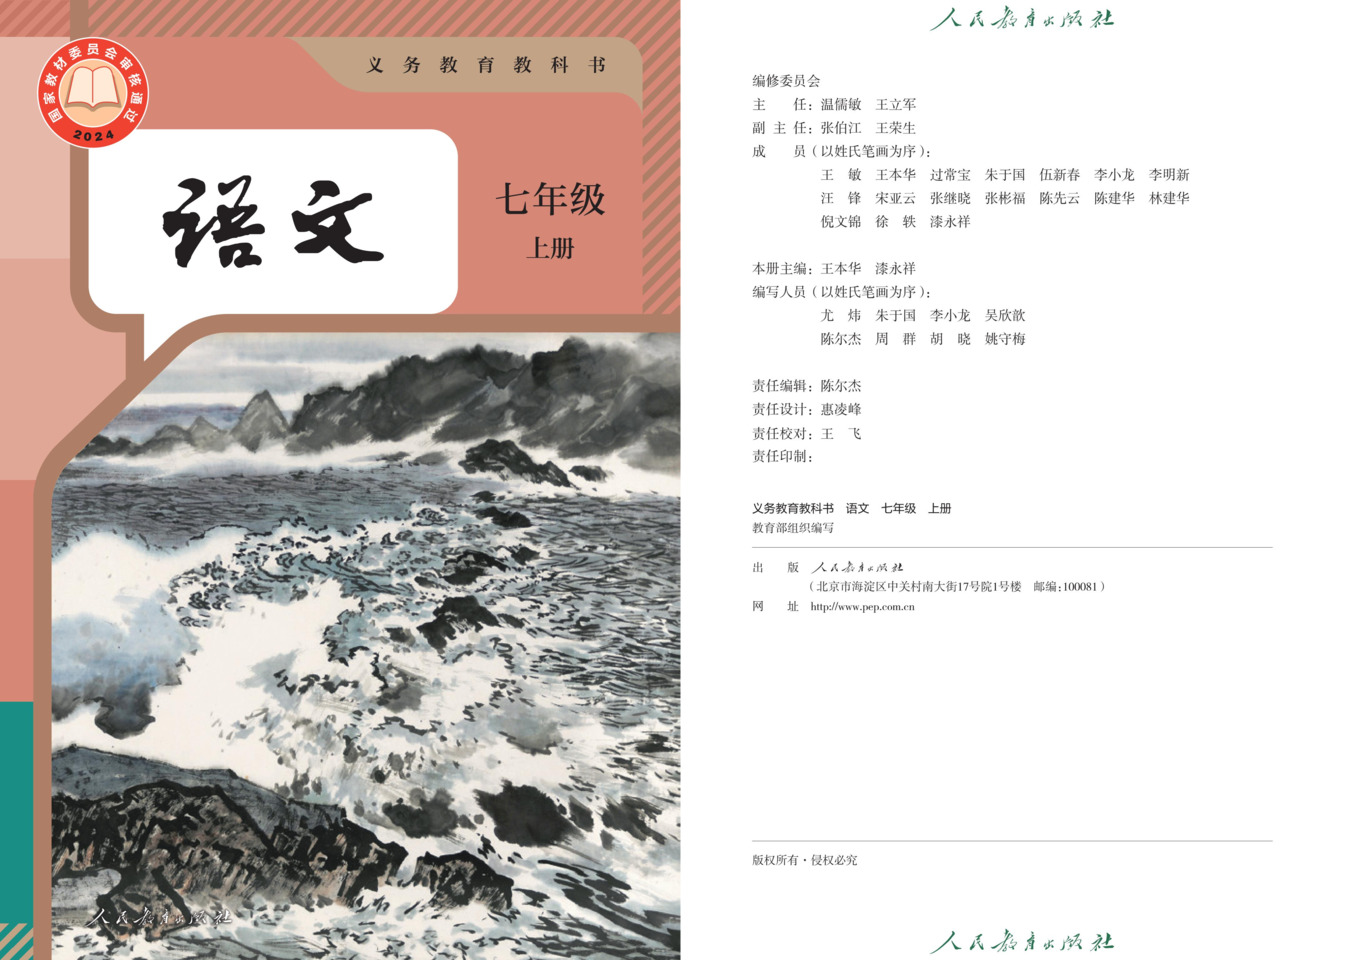 国家教材委员会审核通过
2024
义务教育教科书
语文
七年级
上册
人民教育出版社
人民教育出版社
编修委员会
主 任：温儒敏 王立军
副 主 任：张伯江 王荣生
成 员（以姓氏笔画为序）：
王 敏 王本华 过常宝 朱于国 伍新春 李小龙 李明新
汪 锋 宋亚云 张继晓 张彬福 陈先云 陈建华 林建华
倪文锦 徐 轶 漆永祥
本册主编：王本华 漆永祥
编写人员（以姓氏笔画为序）：
尤 炜 朱于国 李小龙 吴欣歆
陈尔杰 周 群 胡 晓 姚守梅
责任编辑：陈尔杰
责任设计：惠凌峰
责任校对：王 飞
责任印制：
义务教育教科书 语文 七年级 上册
教育部组织编写
出 版 人民教育出版社
（北京市海淀区中关村南大街17号院1号楼 邮编：100081）
网 址 http://www.pep.com.cn
版权所有·侵权必究
人民教育出版社